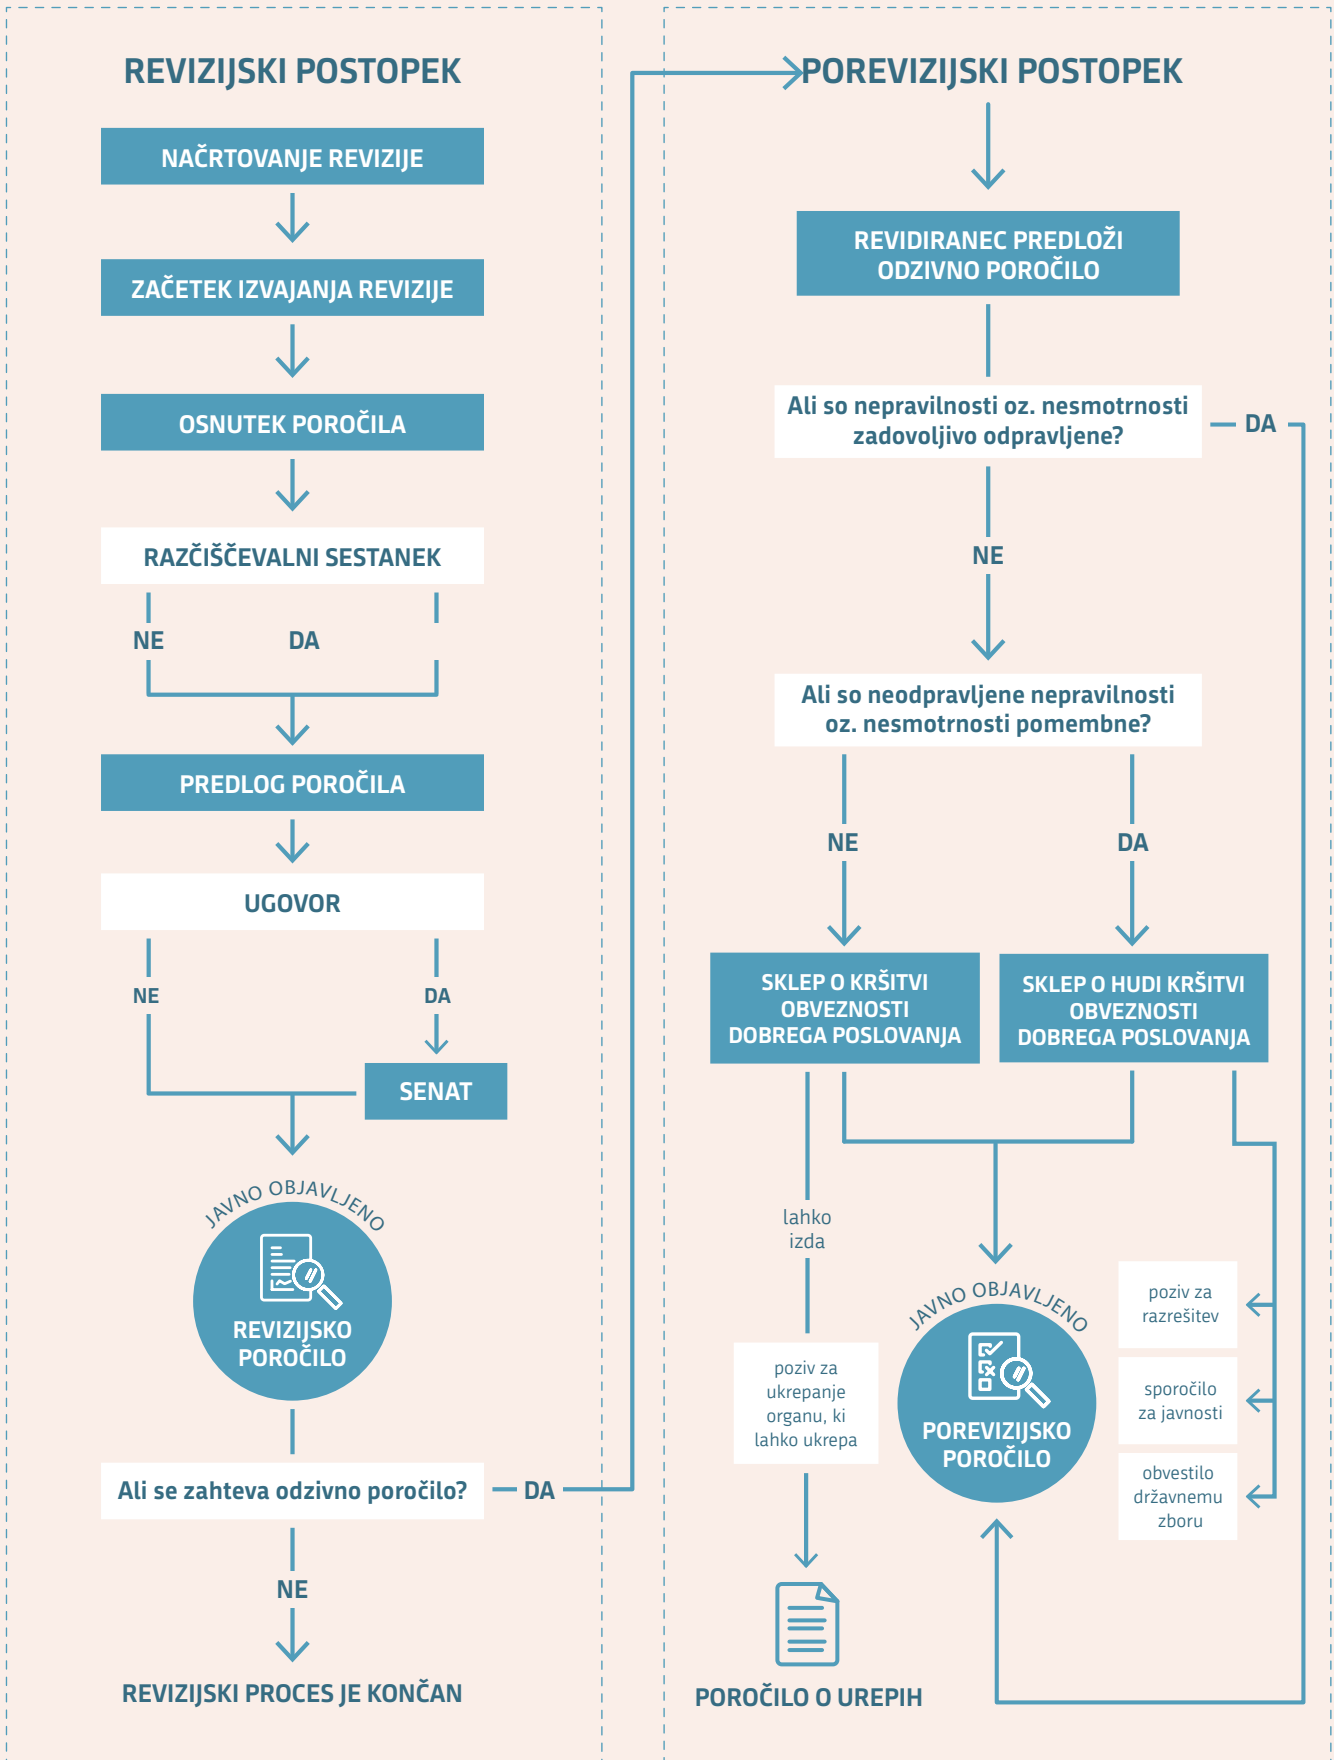 REVIZIJSKI POSTOPEK
NAČRTOVANJE REVIZIJE
ZAČETEK IZVAJANJA REVIZIJE
OSNUTEK POROČILA
RAZČIŠČEVALNI SESTANEK
NE
DA
PREDLOG POROČILA
UGOVOR
NE
DA
SENAT
JAVNO OBJAVLJENO
REVIZIJSKO
POROČILO
Ali se zahteva odzivno poročilo?
DA
NE
REVIZIJSKI PROCES JE KONČAN
POREVIZIJSKI POSTOPEK
REVIDIRANEC PREDLOŽI
ODZIVNO POROČILO
Ali so nepravilnosti oz. nesmotrnosti
zadovoljivo odpravljene?
DA
NE
Ali so neodpravljene nepravilnosti
oz. nesmotrnosti pomembne?
NE
DA
SKLEP O KRŠITVI
OBVEZNOSTI
DOBREGA POSLOVANJA
SKLEP O HUDI KRŠITVI
OBVEZNOSTI
DOBREGA POSLOVANJA
lahko
izda
poziv za
ukrepanje
organu, ki
lahko ukrepa
POROČILO O UREPIH
JAVNO OBJAVLJENO
POREVIZIJSKO
POROČILO
poziv za
razrešitev
sporočilo
za javnosti
obvestilo
državnemu
zboru